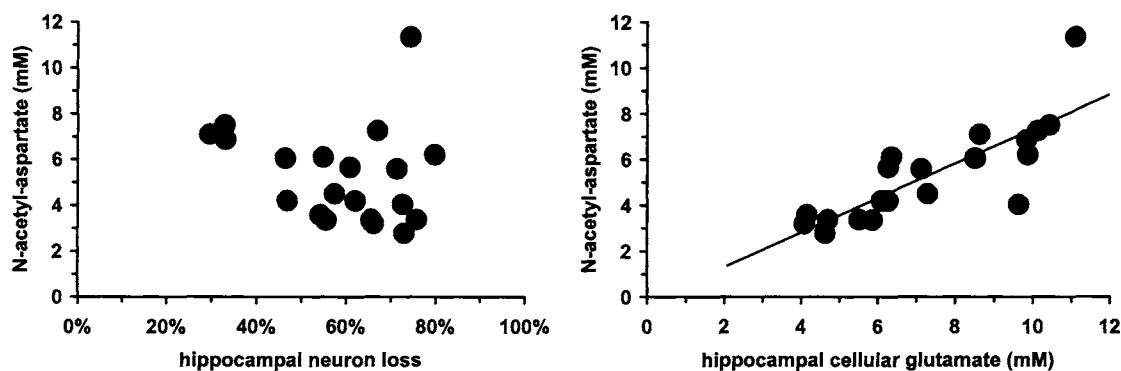 12
10
8
6
4
2
0
N-acetyl-aspartate (mM)
0% 20% 40% 60% 80% 100%
hippocampal neuron loss
12
10
8
6
4
2
0
N-acetyl-aspartate (mM)
0 2 4 6 8 10 12
hippocampal cellular glutamate (mM)